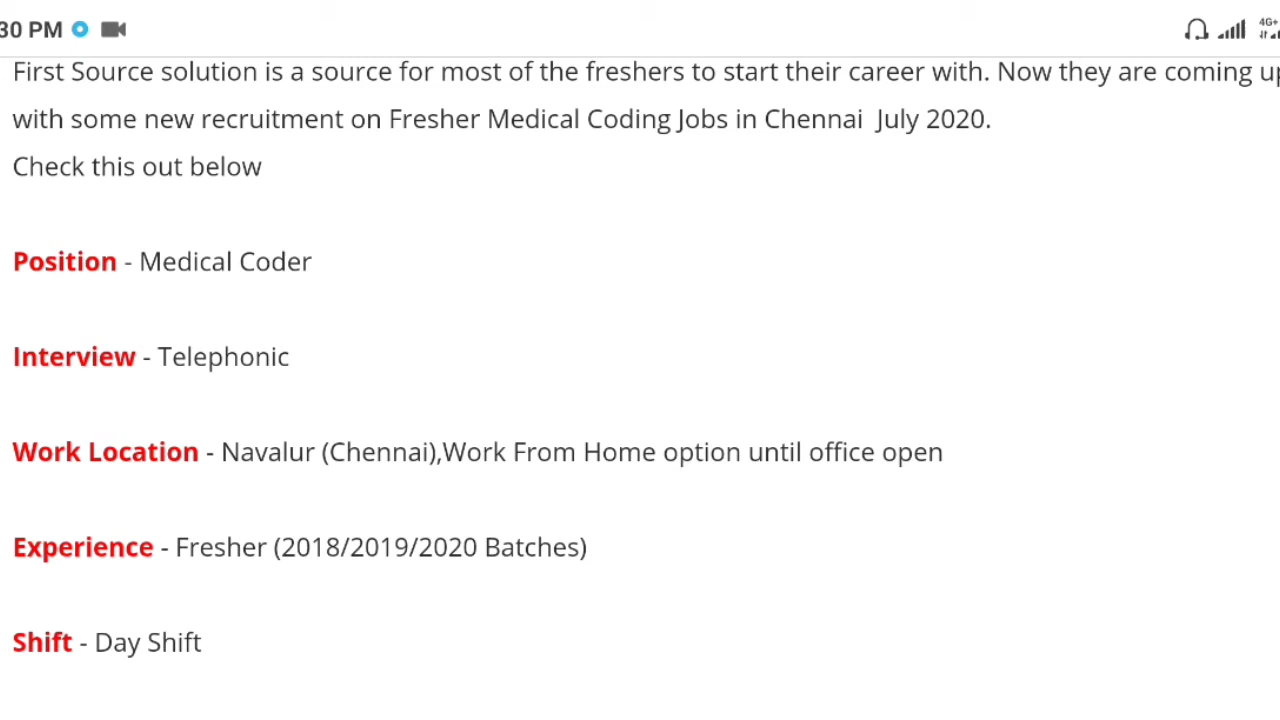 30 PM
4G+
First Source solution is a source for most of the freshers to start their career with. Now they are coming up
with some new recruitment on Fresher Medical Coding Jobs in Chennai July 2020.
Check this out below
Position - Medical Coder
Interview - Telephonic
Work Location - Navalur (Chennai),Work From Home option until office open
Experience - Fresher (2018/2019/2020 Batches)
Shift - Day Shift